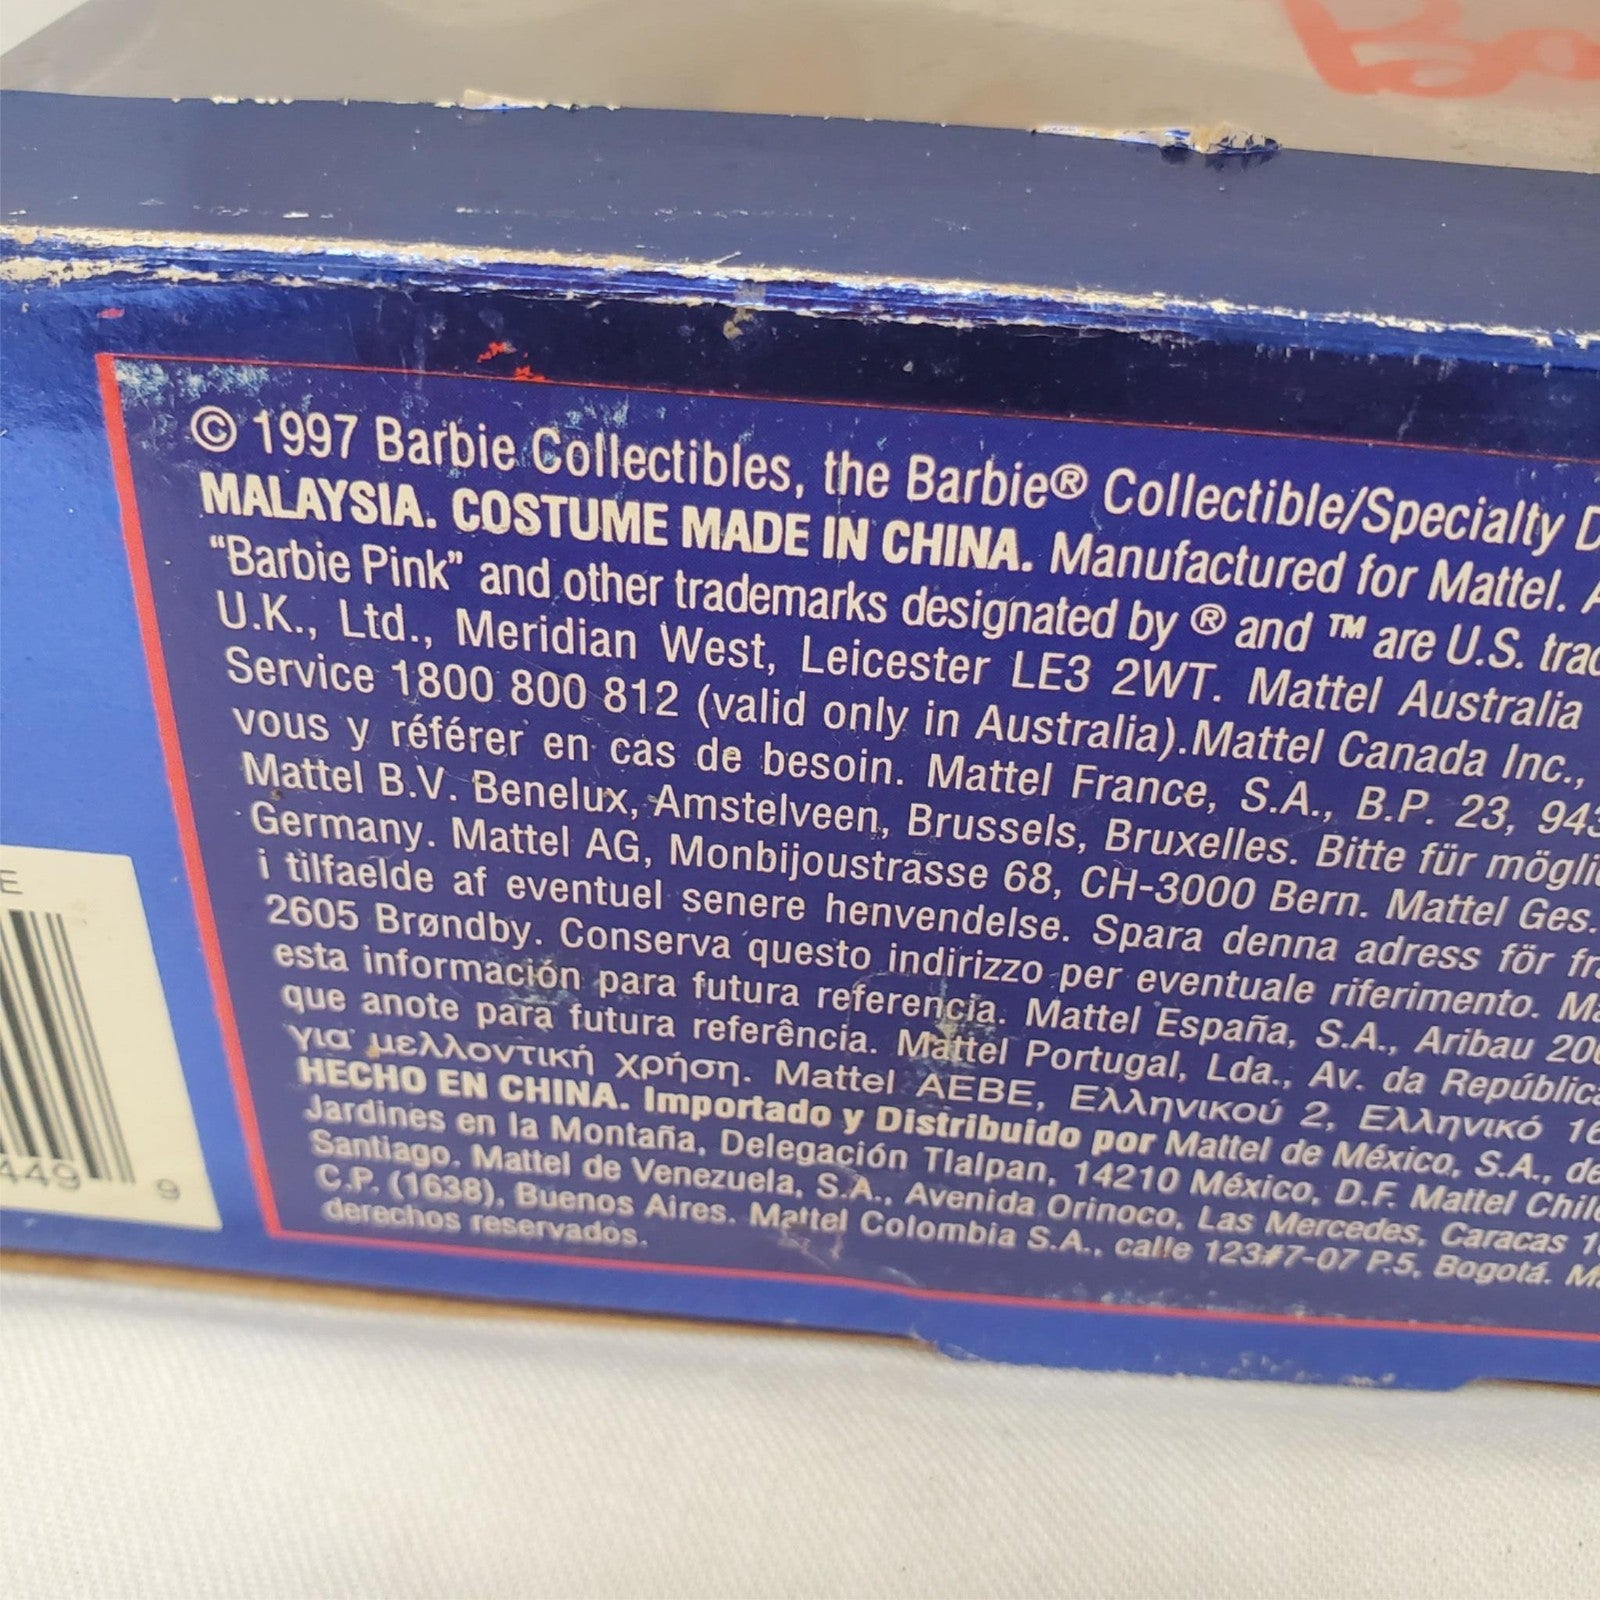 © 1997 Barbie Collectibles, the Barbie® Collectible/Specialty
MALAYSIA. COSTUME MADE IN CHINA. Manufactured for Mattel.
“Barbie Pink” and other trademarks designated by ® and ™ are U.S.
U.K., Ltd., Meridian West, Leicester LE3 2WT. Mattel Australia
Service 1800 800 812 (valid only in Australia).Mattel Canada Inc.,
vous y référer en cas de besoin. Mattel France, S.A., B.P. 23,
Mattel B.V. Benelux, Amstelveen, Brussels, Bruxelles. Bitte für
Germany. Mattel AG, Monbijoustrasse 68, CH-3000 Bern. Mattel Ges.
i tilfaelde af eventuel senere henvendelse. Spara denna adress för
2605 Brøndby. Conserva questo indirizzo per eventuale riferimento.
esta información para futura referencia. Mattel España, S.A., Aribau
que anote para futura referência. Mattel Portugal, Lda., Av. da
για μελλοντική χρήση. Mattel AEBE, Ελληνικού 2, Ελληνικό
HECHO EN CHINA. Importado y Distribuido por Mattel de México, S.A.,
Jardines en la Montaña, Delegación Tlalpan, 14210 México, D.F. Mattel
Santiago. Mattel de Venezuela, S.A., Avenida Orinoco, Las Mercedes, Caracas
C.P. (1638), Buenos Aires. Mattel Colombia S.A., calle 123#7-07 P.5, Bogotá.
derechos reservados.
E
449 9